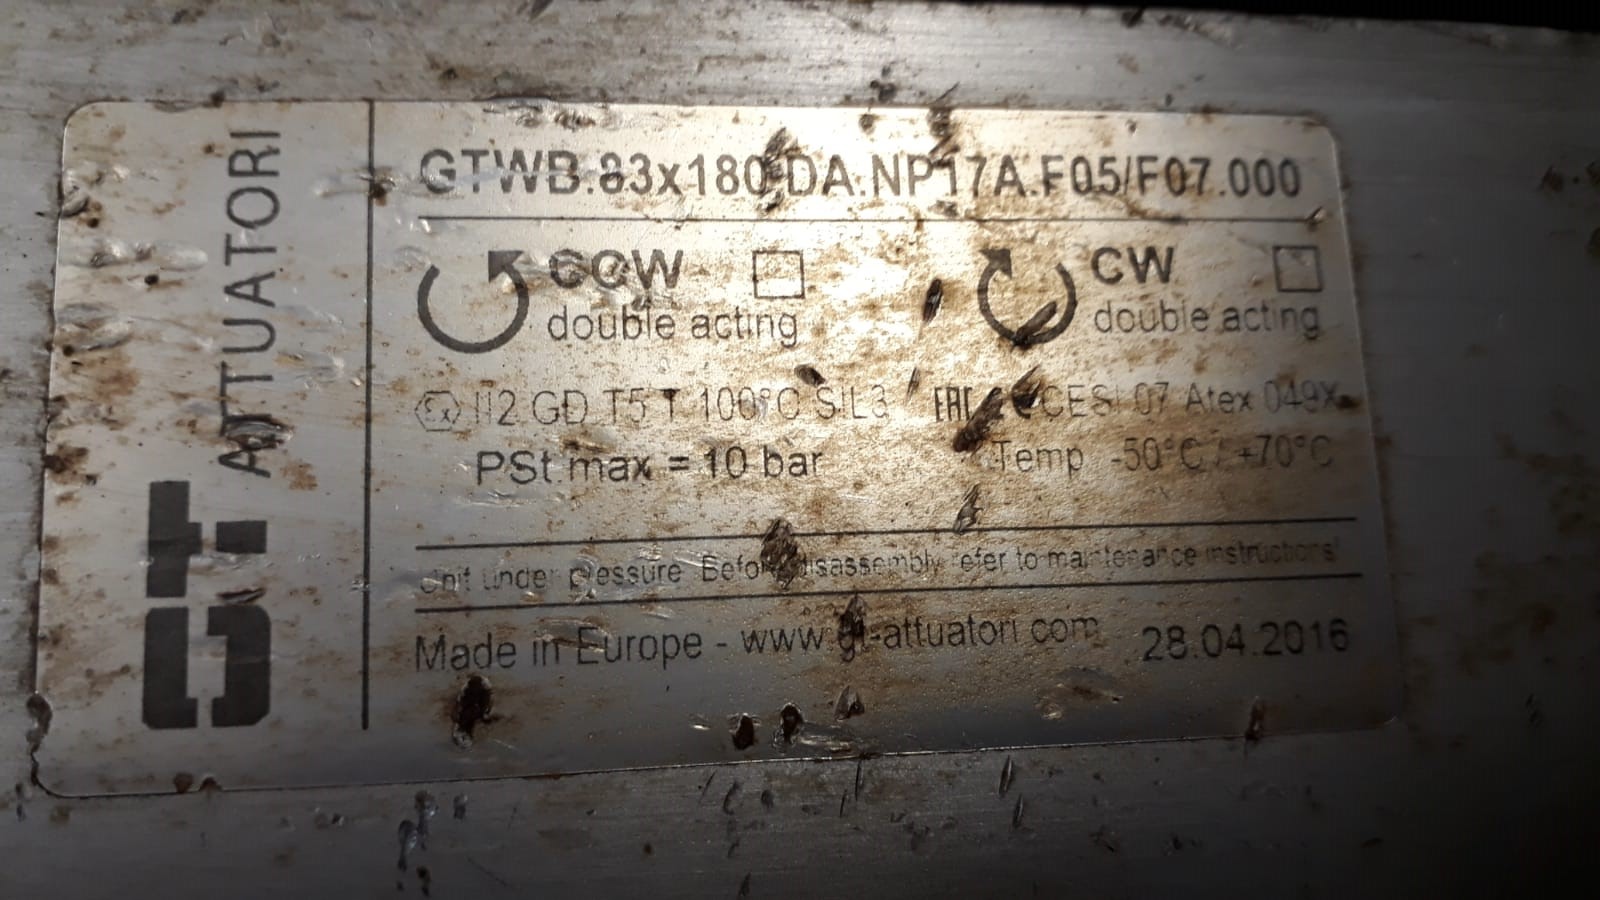 GT ATTUATORI
GTWB.83x180.DA.NP17A.F05/F07.000
CCW
double acting
CW
double acting
Ex II2 GD T5 T 100°C SIL3 EAC CESI 07 Atex 049X
PSt max = 10 bar
Temp -50°C / +70°C
Unit under pressure Before disassembly refer to maintenance instructions
Made in Europe - www.gt-attuatori.com
28.04.2016